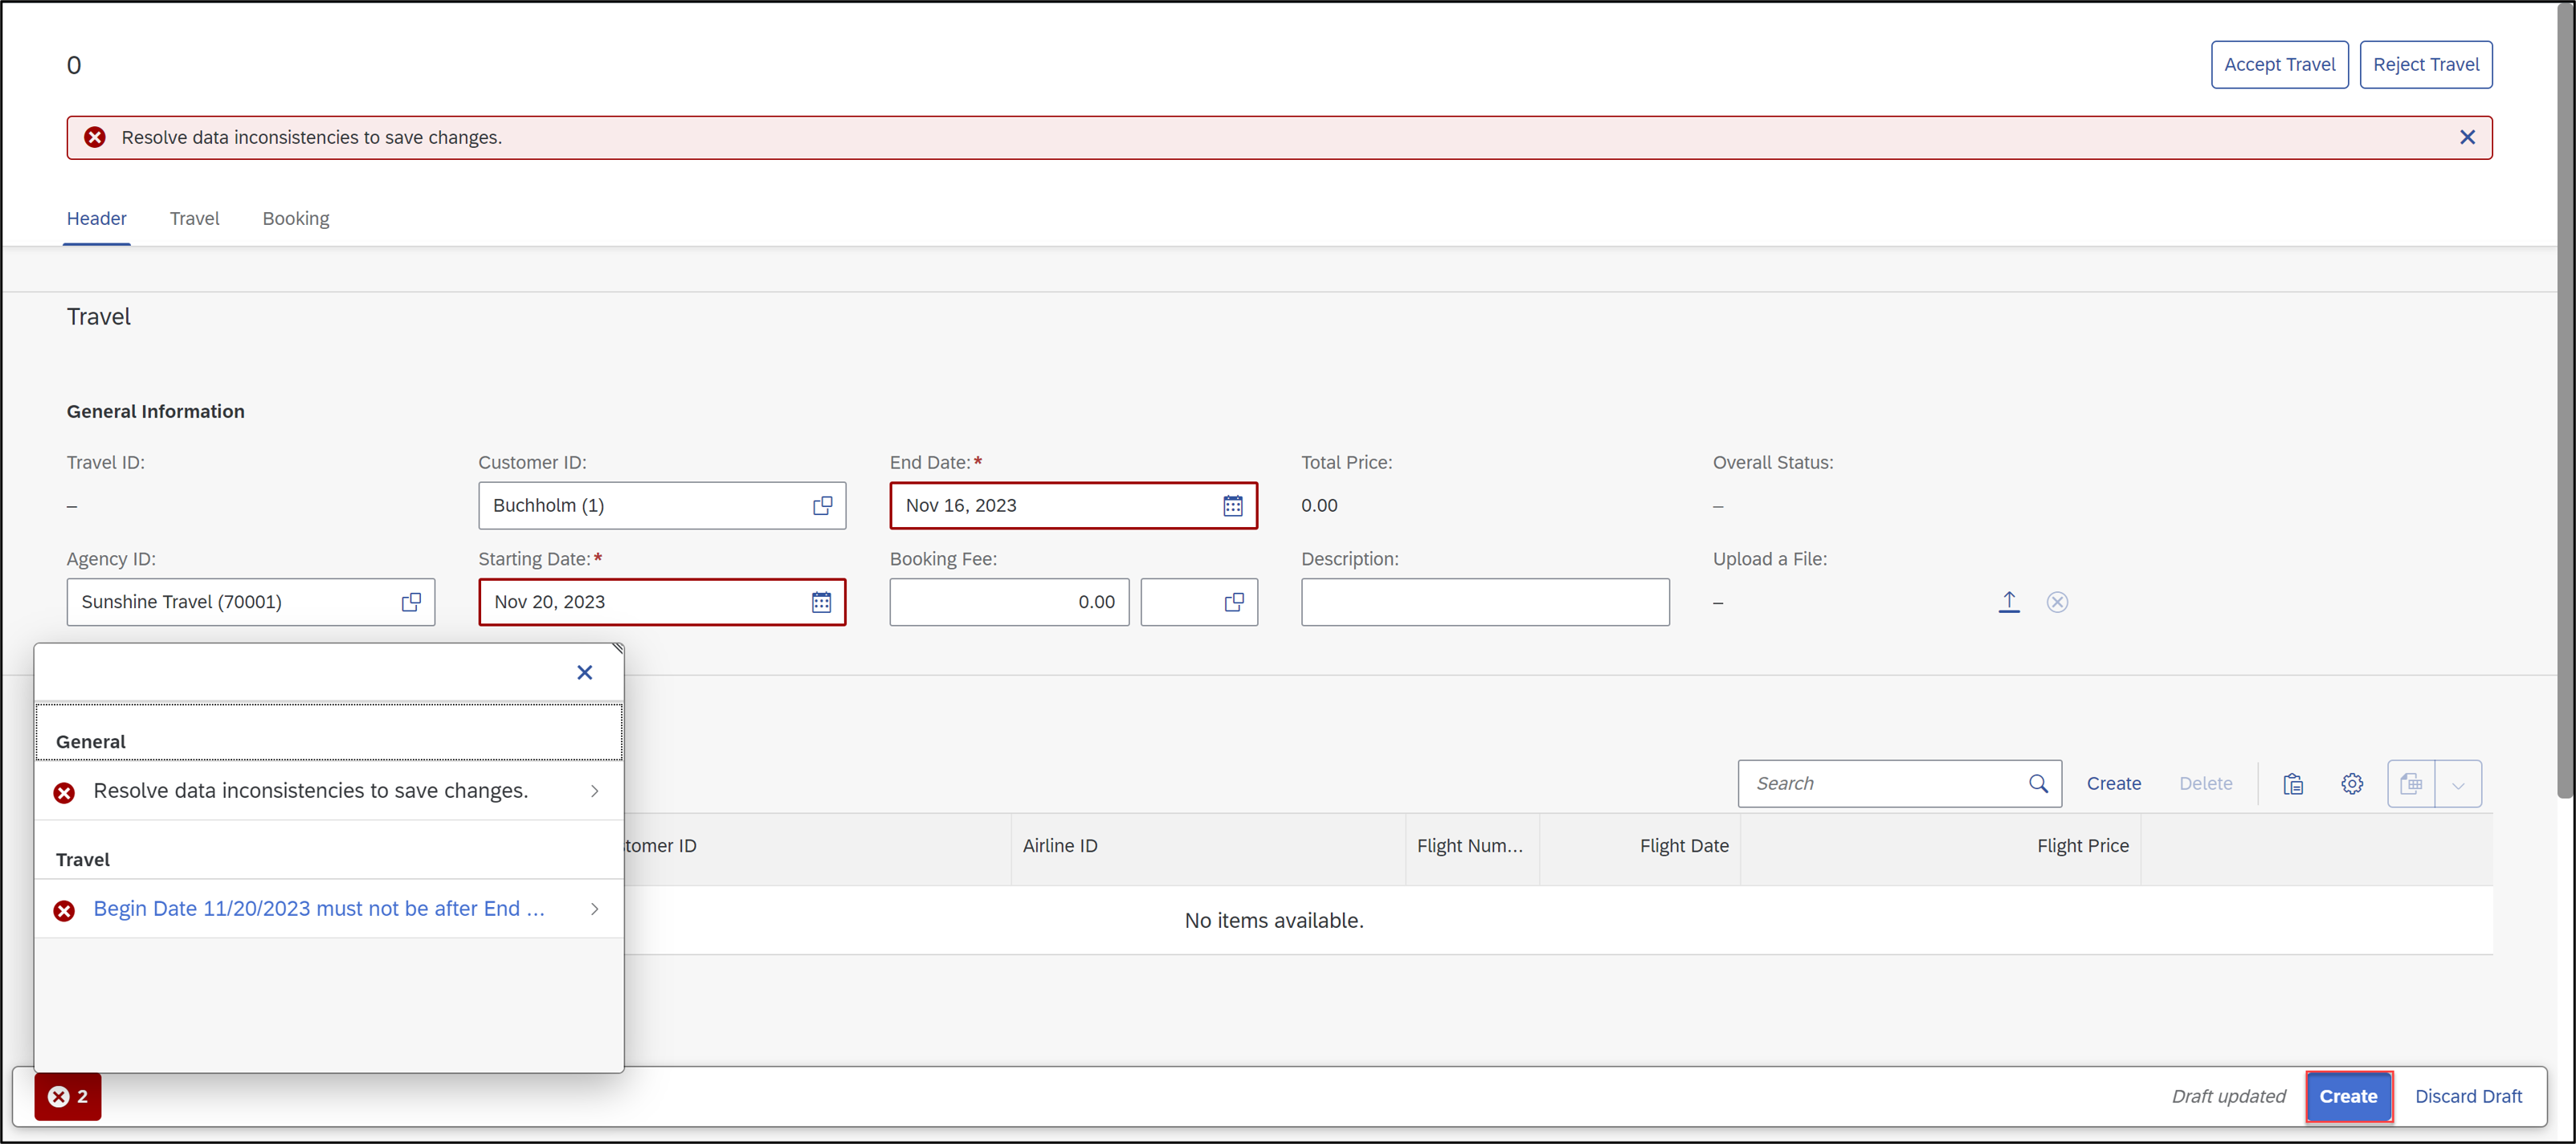 0
Accept Travel
Reject Travel
Resolve data inconsistencies to save changes.
Header
Travel
Booking
Travel
General Information
Travel ID:
–
Customer ID:
Buchholm (1)
End Date:*
Nov 16, 2023
Total Price:
0.00
Overall Status:
–
Agency ID:
Sunshine Travel (70001)
Starting Date:*
Nov 20, 2023
Booking Fee:
0.00
Description:
Upload a File:
–
General
Resolve data inconsistencies to save changes.
Travel
Begin Date 11/20/2023 must not be after End ...
Search
Create
Delete
tomer ID
Airline ID
Flight Num...
Flight Date
Flight Price
No items available.
2
Draft updated
Create
Discard Draft